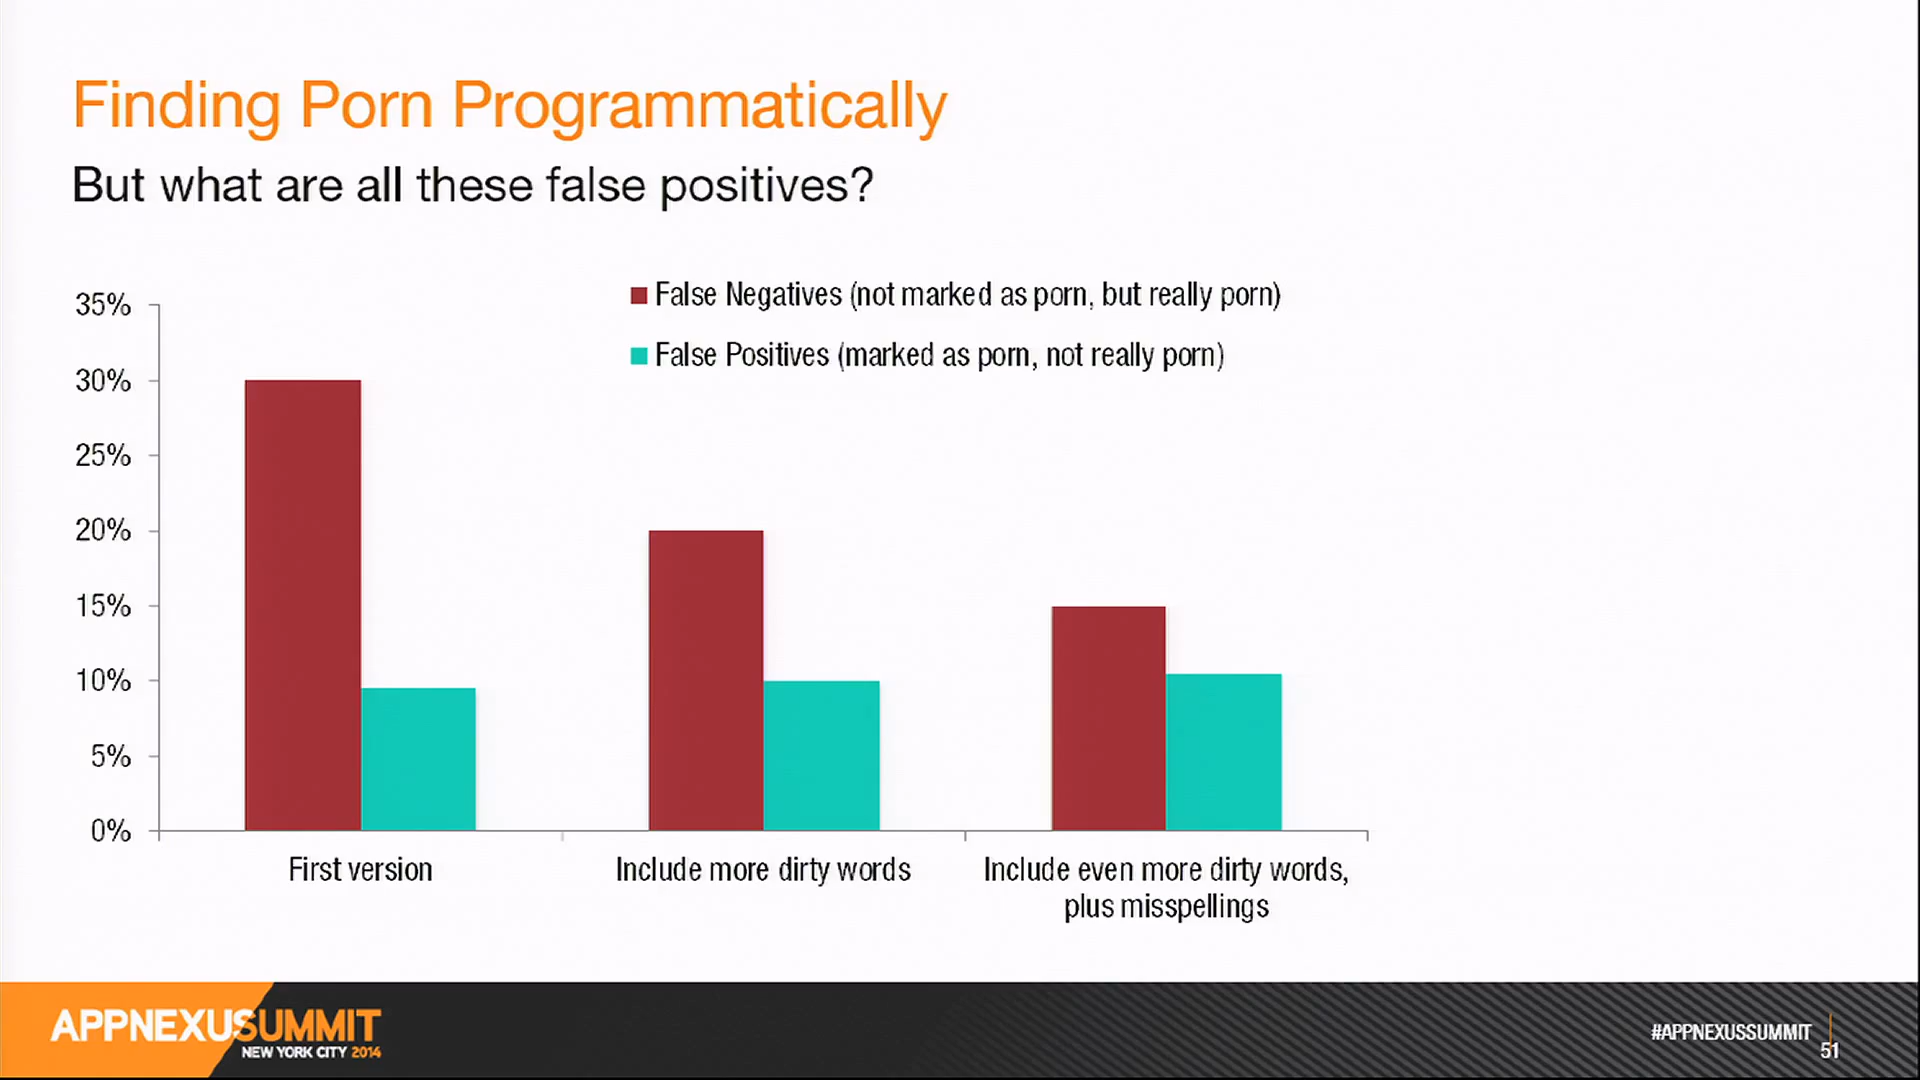 Finding Porn Programmatically
But what are all these false positives?
False Negatives (not marked as porn, but really porn)
False Positives (marked as porn, not really porn)
35%
30%
25%
20%
15%
10%
5%
0%
First version
Include more dirty words
Include even more dirty words,
plus misspellings
APPNEXUSSUMMIT
NEW YORK CITY 2014
#APPNEXUSSUMMIT
51